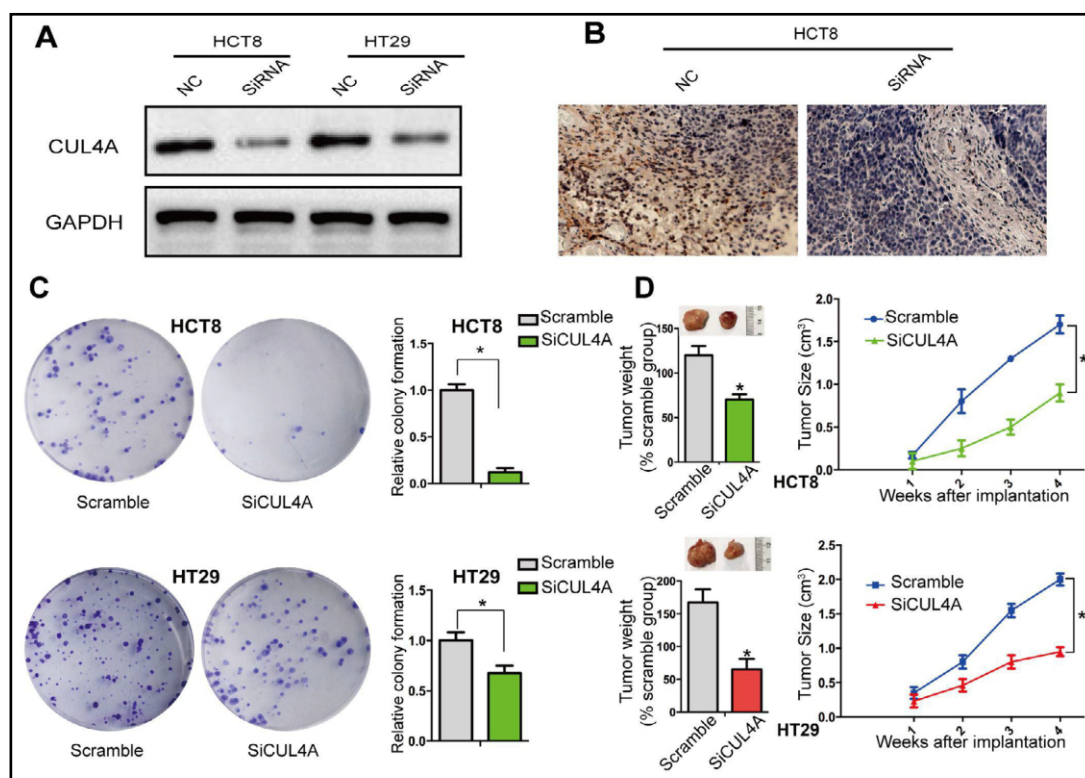 A
HCT8
HT29
NC
SiRNA
NC
SiRNA
CUL4A
GAPDH
B
HCT8
NC
SiRNA
C
HCT8
Scramble
SiCUL4A
HCT8
Scramble
SiCUL4A
*
Relative colony formation
1.5
1.0
0.5
0.0
HT29
Scramble
SiCUL4A
HT29
Scramble
SiCUL4A
*
Relative colony formation
1.5
1.0
0.5
0.0
D
Tumor weight
(% scramble group)
150
100
50
0
*
Scramble
SiCUL4A
HCT8
Tumor Size (cm³)
2.0
1.5
1.0
0.5
0.0
Scramble
SiCUL4A
*
1 2 3 4
Weeks after implantation
Tumor weight
(% scramble group)
200
150
100
50
0
*
Scramble
SiCUL4A
HT29
Tumor Size (cm³)
2.5
2.0
1.5
1.0
0.5
0.0
Scramble
SiCUL4A
*
1 2 3 4
Weeks after implantation